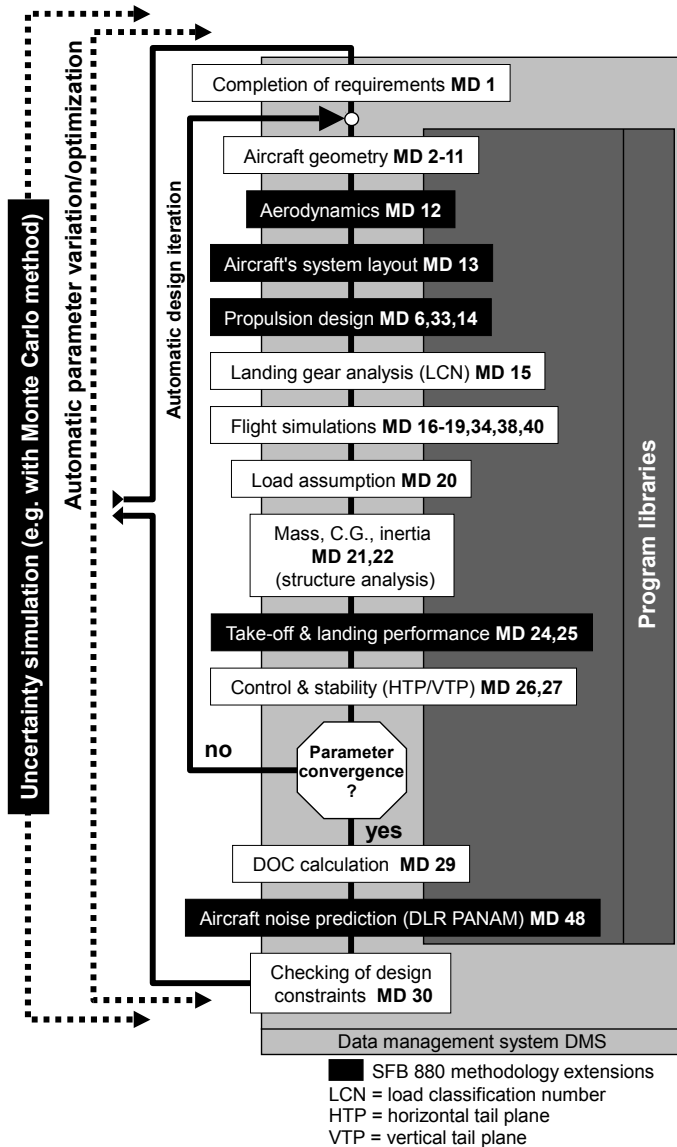 Uncertainty simulation (e.g. with Monte Carlo method)
Automatic parameter variation/optimization
Automatic design iteration
Completion of requirements MD 1
Aircraft geometry MD 2-11
Aerodynamics MD 12
Aircraft's system layout MD 13
Propulsion design MD 6,33,14
Landing gear analysis (LCN) MD 15
Flight simulations MD 16-19,34,38,40
Load assumption MD 20
Mass, C.G., inertia
MD 21,22
(structure analysis)
Take-off & landing performance MD 24,25
Control & stability (HTP/VTP) MD 26,27
no
Parameter
convergence
?
yes
DOC calculation MD 29
Aircraft noise prediction (DLR PANAM) MD 48
Checking of design
constraints MD 30
Program libraries
Data management system DMS
SFB 880 methodology extensions
LCN = load classification number
HTP = horizontal tail plane
VTP = vertical tail plane